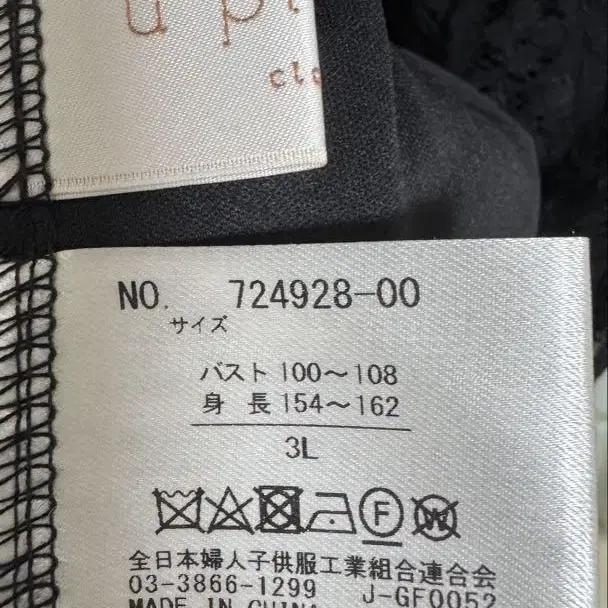 NO. 724928-00
サイズ
バスト 100～108
身 長 154～162
3L
F W
全日本婦人子供服工業組合連合会
03-3866-1299 J-GF0052
MADE IN CHINA